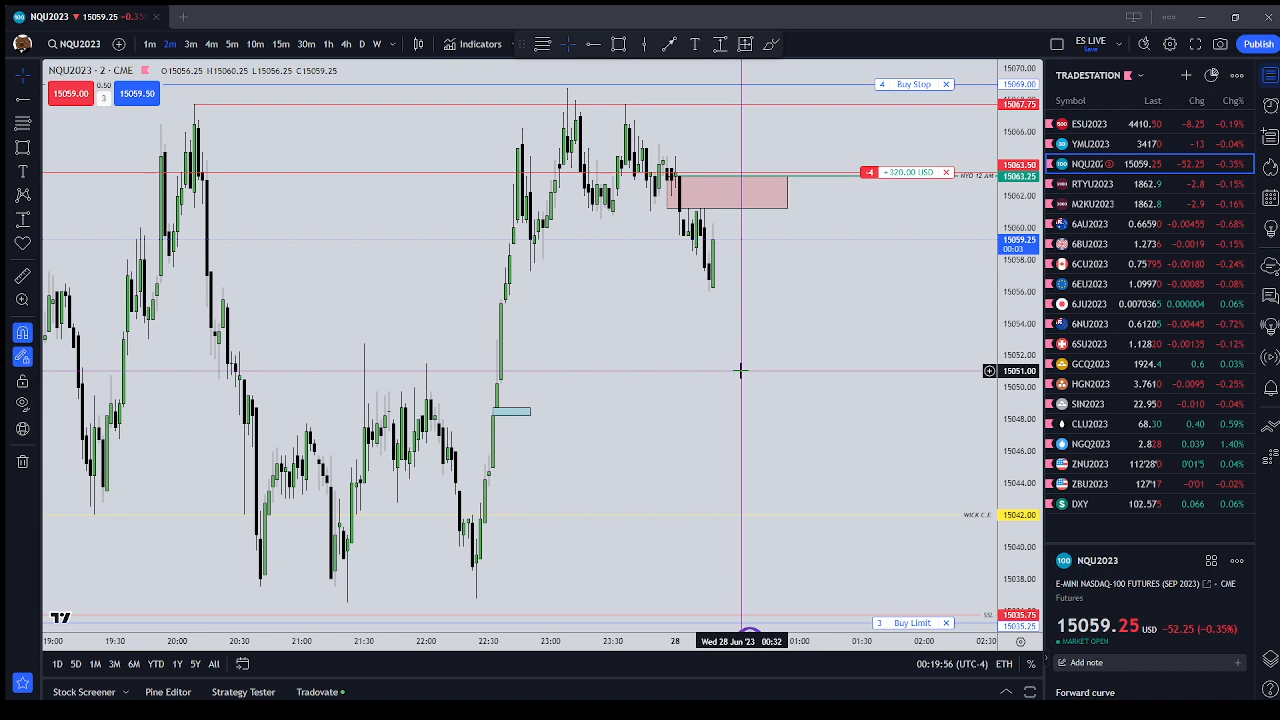 NQU2023 ▼ 15059.25 −0.35
NQU2023 1m 2m 3m 4m 5m 10m 15m 30m 1h 4h D W Indicators ES LIVE Save Publish
NQU2023 · 2 · CME O15056.25 H15060.25 L15056.25 C15059.25
15059.00 0.50 3 15059.50
4 Buy Stop
-4 +320.00 USD
NYO 12 AM
WICK C.E.
SSL
3 Buy Limit
15070.00
15069.00
15067.75
15066.00
15063.50
15063.25
15062.00
15060.00
15059.25
00:03
15058.00
15056.00
15054.00
15052.00
15051.00
15050.00
15048.00
15046.00
15044.00
15042.00
15040.00
15038.00
15035.75
15035.25
19:00 19:30 20:00 20:30 21:00 21:30 22:00 22:30 23:00 23:30 28 Wed 28 Jun '23 00:32 01:00 01:30 02:00 02:30
1D 5D 1M 3M 6M YTD 1Y 5Y All 00:19:56 (UTC-4) ETH %
Stock Screener Pine Editor Strategy Tester Tradovate
TRADESTATION
Symbol Last Chg Chg%
500 ESU2023 4410.50 −8.25 −0.19%
30 YMU2023 34170 −13 −0.04%
100 NQU202 15059.25 −52.25 −0.35%
2000 RTYU2023 1862.9 −2.8 −0.15%
2000 M2KU2023 1862.8 −2.9 −0.16%
6AU2023 0.66590 −0.00455 −0.68%
6BU2023 1.2736 −0.0019 −0.15%
6CU2023 0.75795 −0.00180 −0.24%
6EU2023 1.09970 −0.00085 −0.08%
6JU2023 0.0070365 0.000004 0.06%
6NU2023 0.61205 −0.00445 −0.72%
6SU2023 1.12820 −0.00135 −0.12%
GCQ2023 1924.4 0.6 0.03%
HGN2023 3.7610 −0.0095 −0.25%
SIN2023 22.950 −0.010 −0.04%
CLU2023 68.30 0.40 0.59%
NGQ2023 2.828 0.039 1.40%
ZNU2023 112'28'0 0'01'5 0.04%
ZBU2023 127'17 −0'01 −0.02%
DXY 102.575 0.066 0.06%
100 NQU2023
E-MINI NASDAQ-100 FUTURES (SEP 2023) • CME
Futures
15059.25 USD −52.25 (−0.35%)
MARKET OPEN
Add note
Forward curve